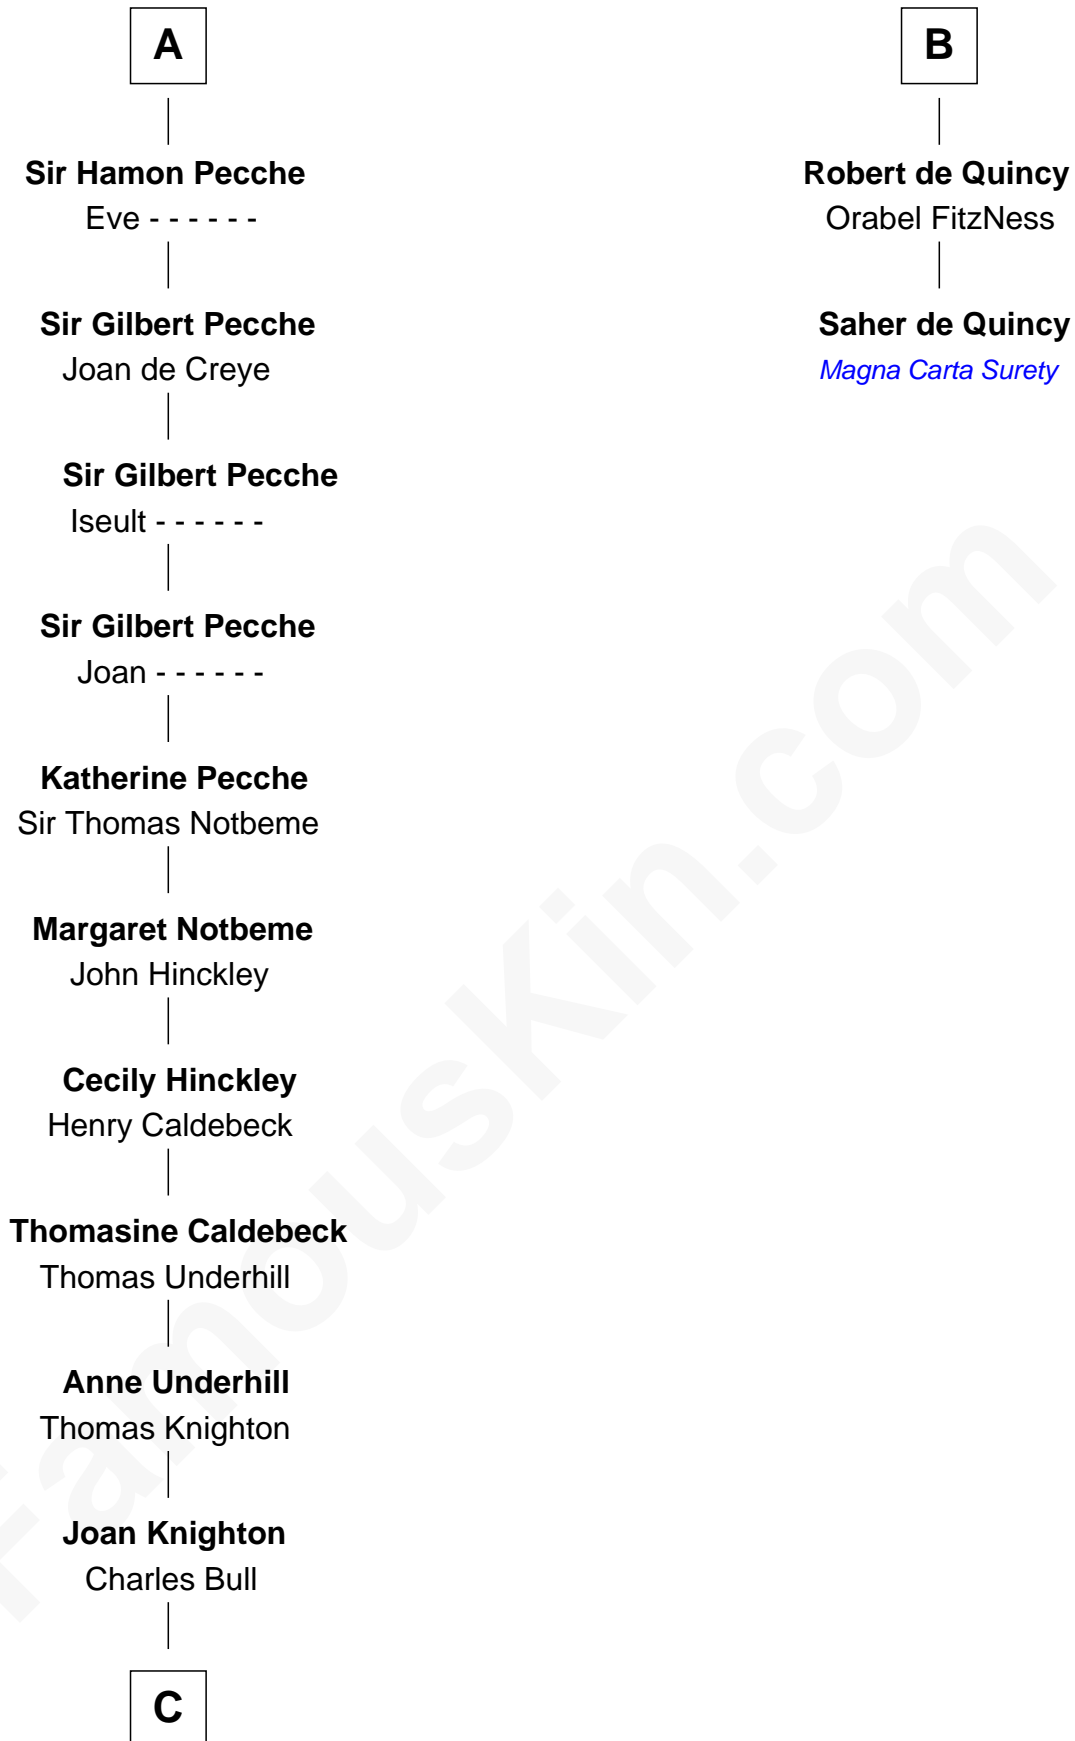 A
Sir Hamon Pecche
Eve - - - - - -
Sir Gilbert Pecche
Joan de Creye
Sir Gilbert Pecche
Iseult - - - - - -
Sir Gilbert Pecche
Joan - - - - - -
Katherine Pecche
Sir Thomas Notbeme
Margaret Notbeme
John Hinckley
Cecily Hinckley
Henry Caldebeck
Thomasine Caldebeck
Thomas Underhill
Anne Underhill
Thomas Knighton
Joan Knighton
Charles Bull
C
B
Robert de Quincy
Orabel FitzNess
Saher de Quincy
Magna Carta Surety
FamousKin.com